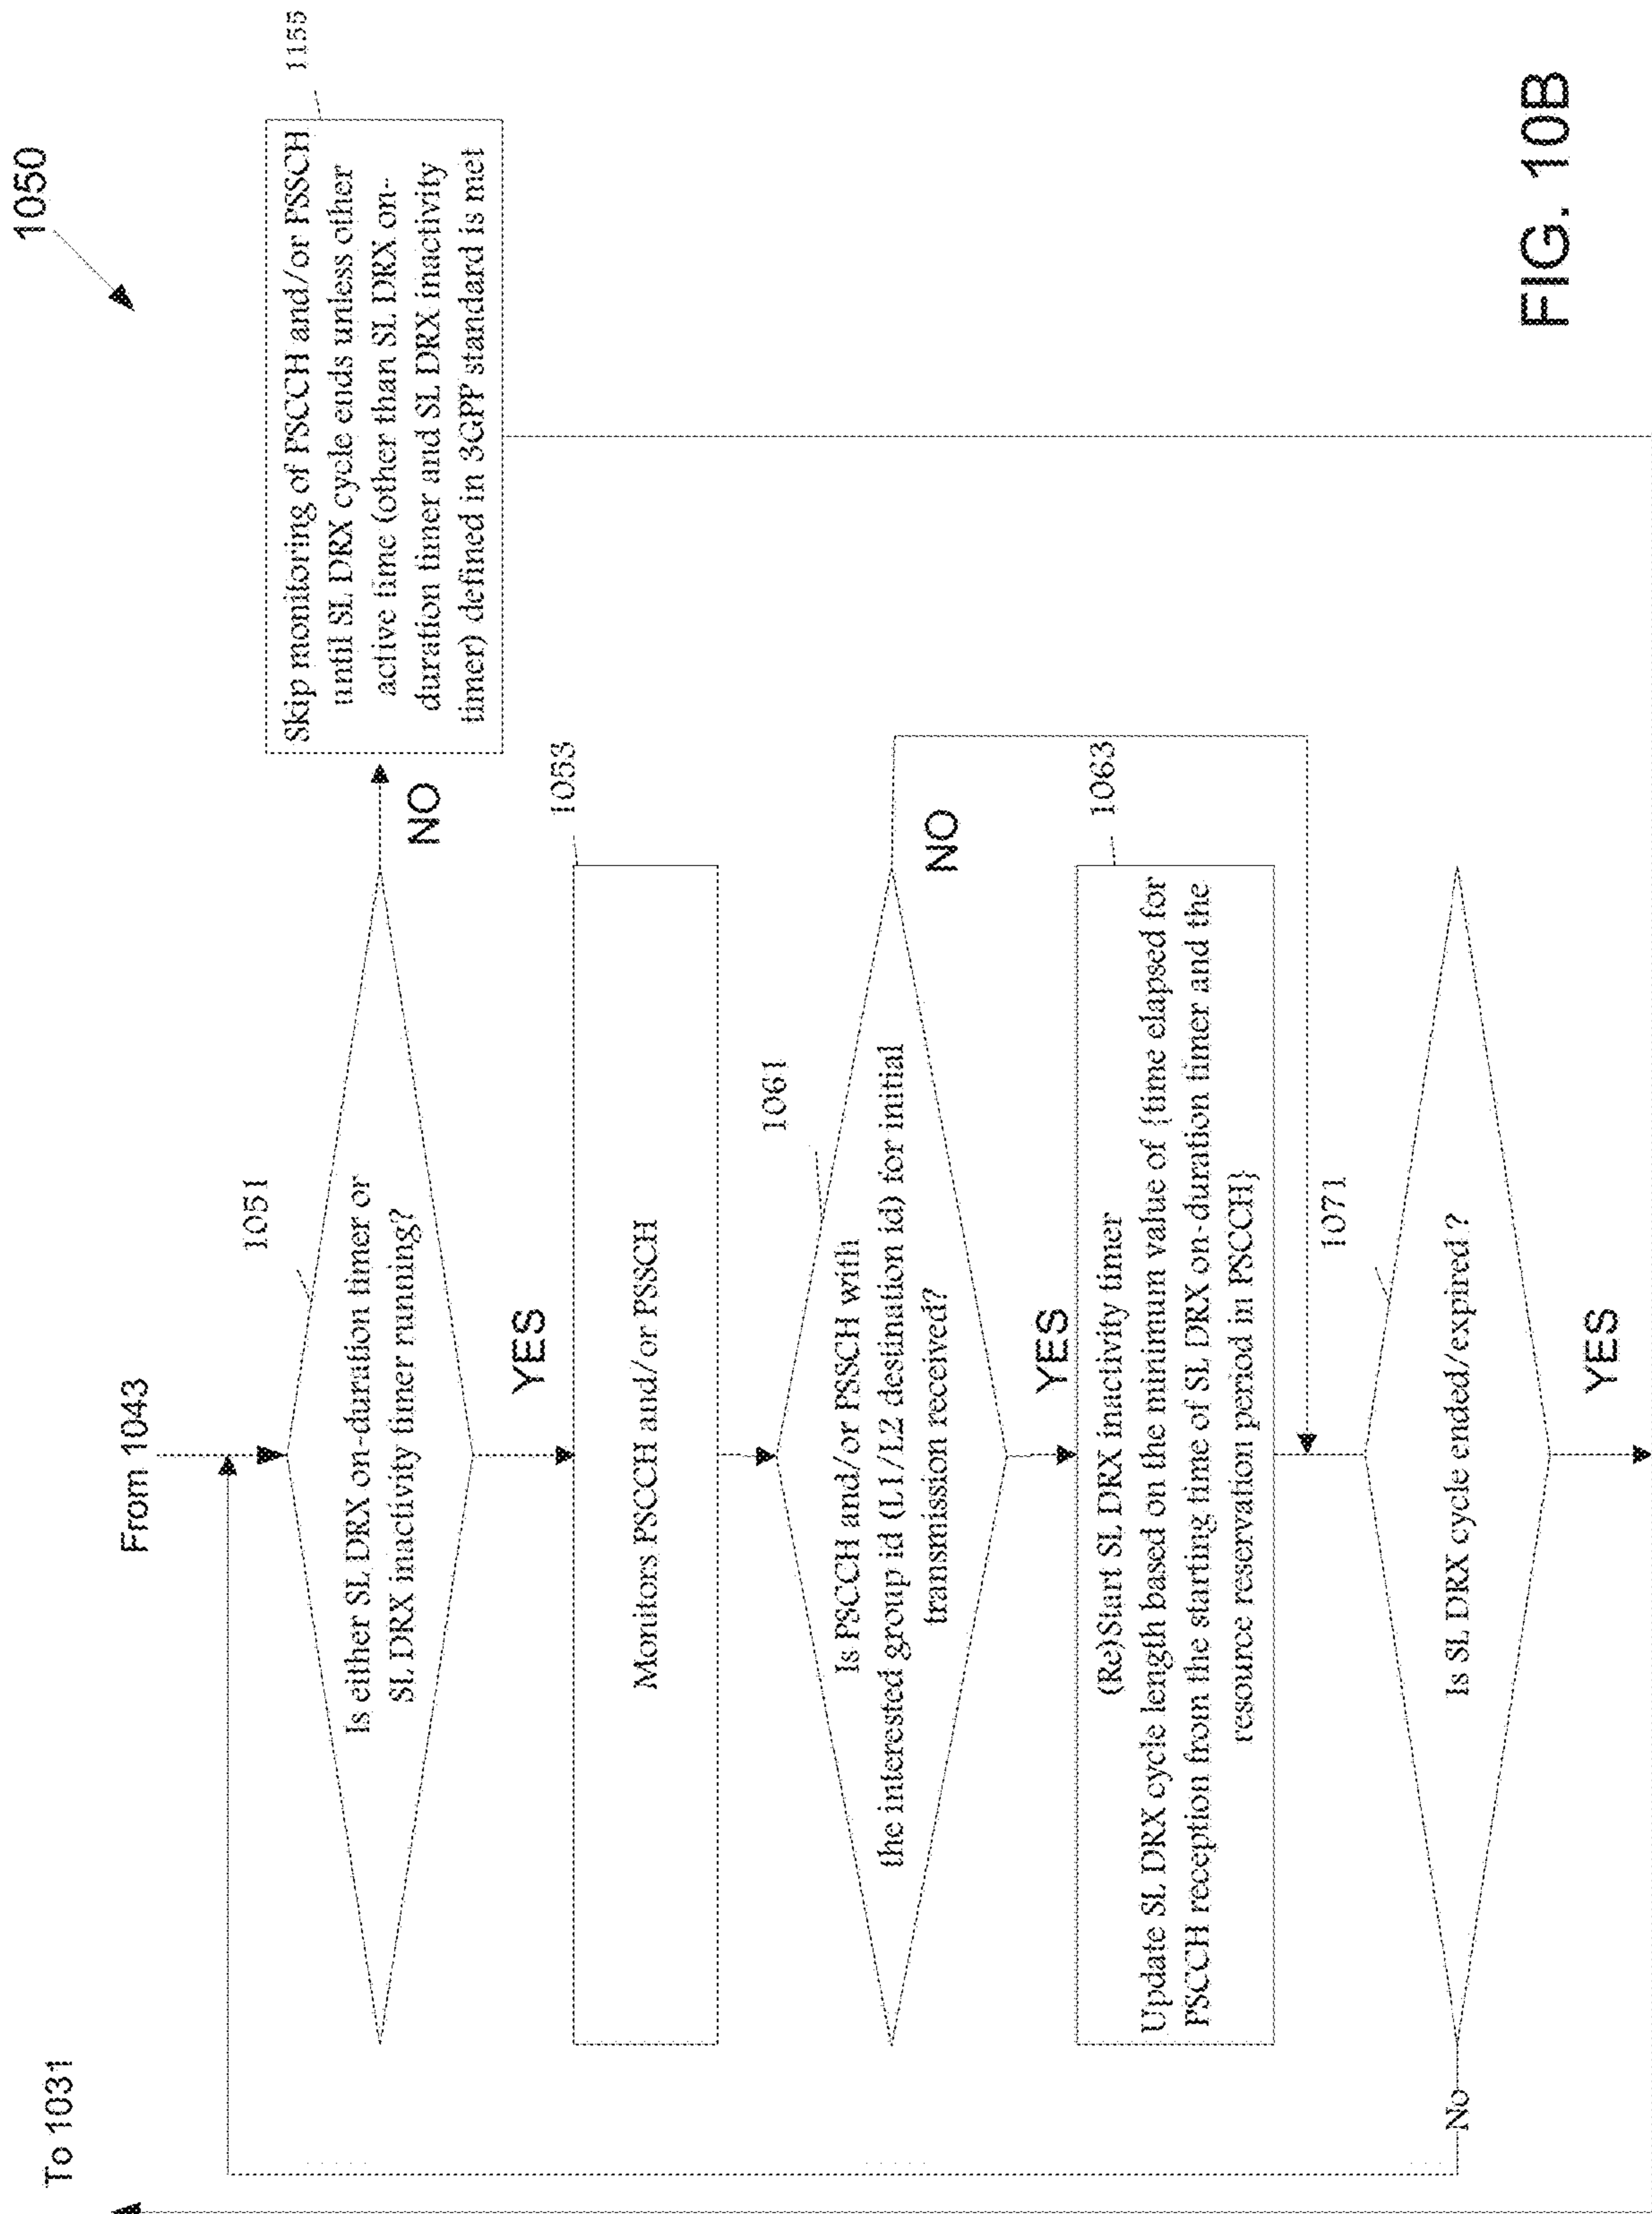 1050
To 1031
From 1043
1051
Is either SL DRX on-duration timer or
SL DRX inactivity timer running?
NO
1155
Skip monitoring of PSCCH and/or PSSCH
until SL DRX cycle ends unless other
active time (other than SL DRX on-
duration timer and SL DRX inactivity
timer) defined in 3GPP standard is met
YES
1053
Monitors PSCCH and/or PSSCH
1061
Is PSCCH and/or PSSCH with
the interested group id (L1/L2 destination id) for initial
transmission received?
NO
YES
1063
(Re)Start SL DRX inactivity timer
Update SL DRX cycle length based on the minimum value of {time elapsed for
PSCCH reception from the starting time of SL DRX on-duration timer and the
resource reservation period in PSCCH}
1071
Is SL DRX cycle ended/expired ?
No
YES
FIG. 10B